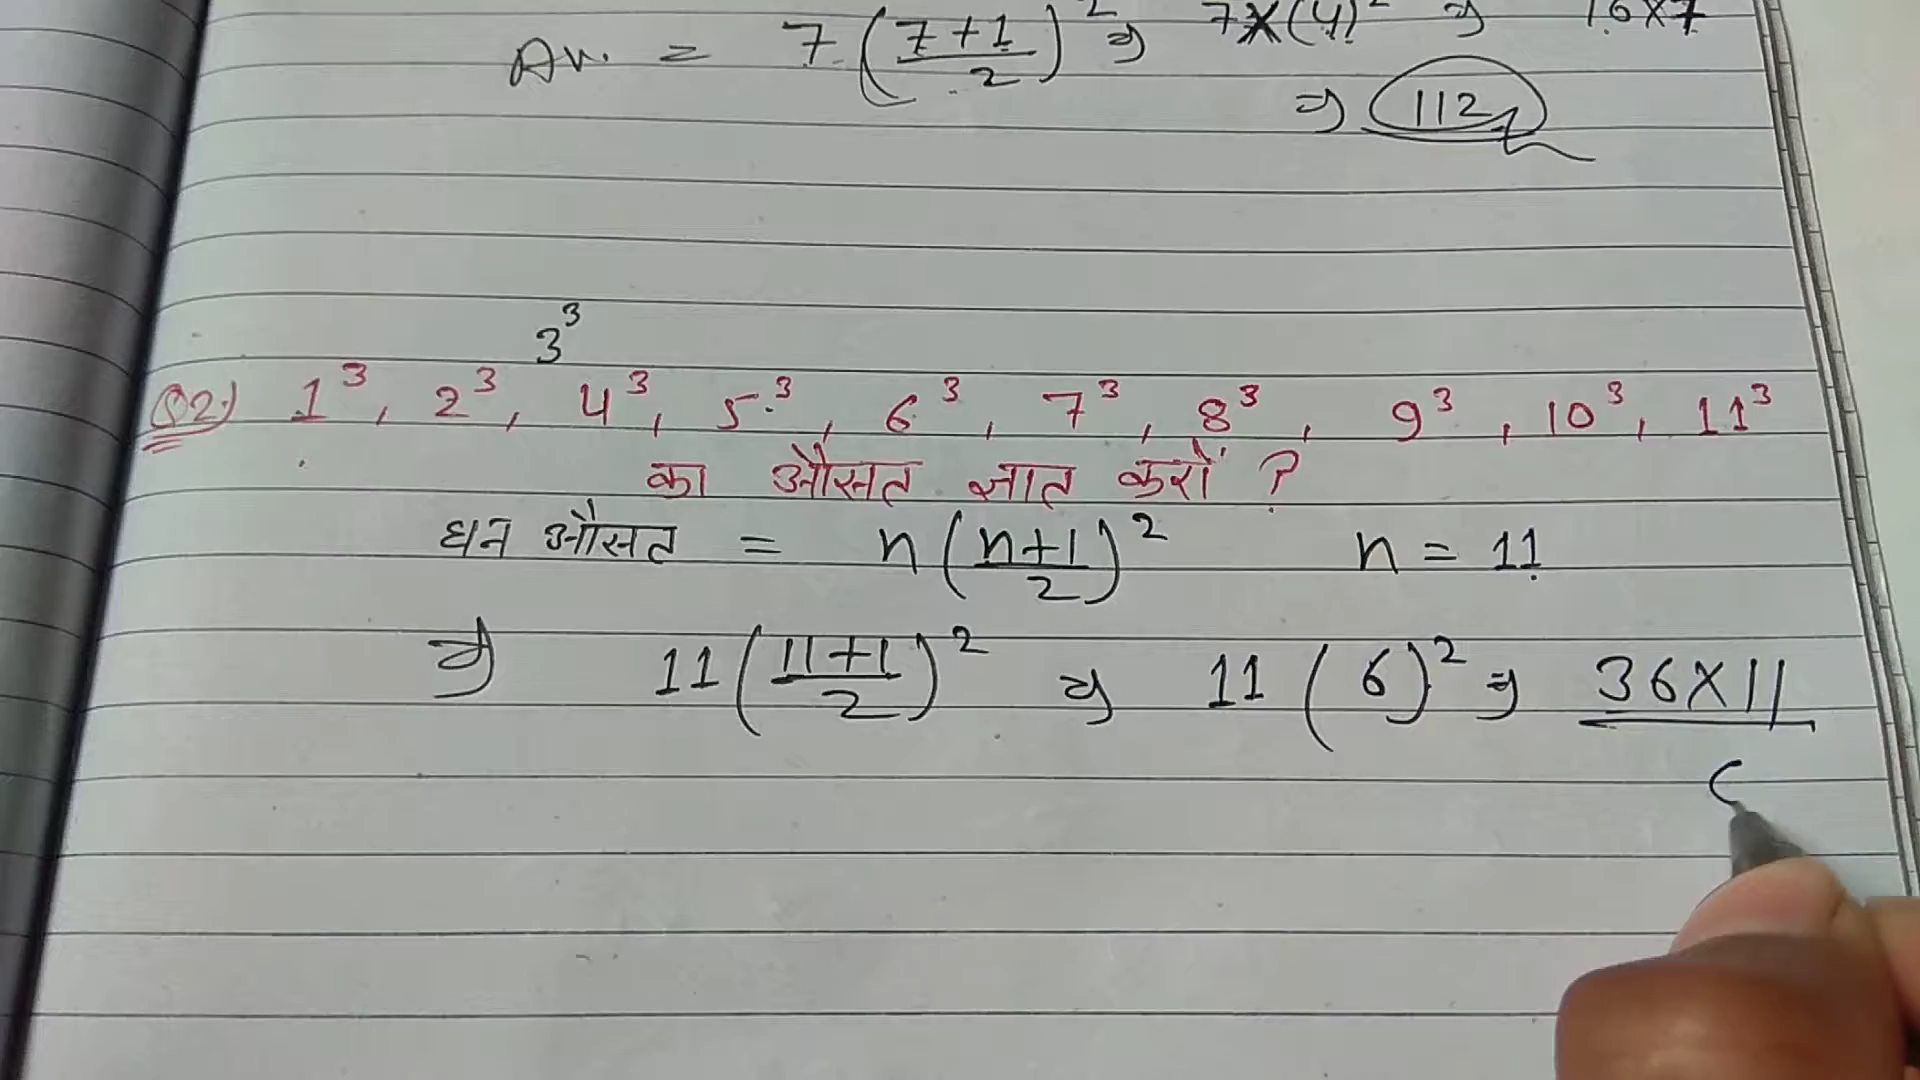 Av. = 7(7+1/2)² ⇒ 7×(4)² ⇒ 16×7
⇒ 112
3³
Q2) 1³, 2³, 4³, 5³, 6³, 7³, 8³, 9³, 10³, 11³
का औसत ज्ञात करों ?
घन औसत = n(n+1/2)² n = 11
⇒ 11(11+1/2)² ⇒ 11(6)² ⇒ 36×11